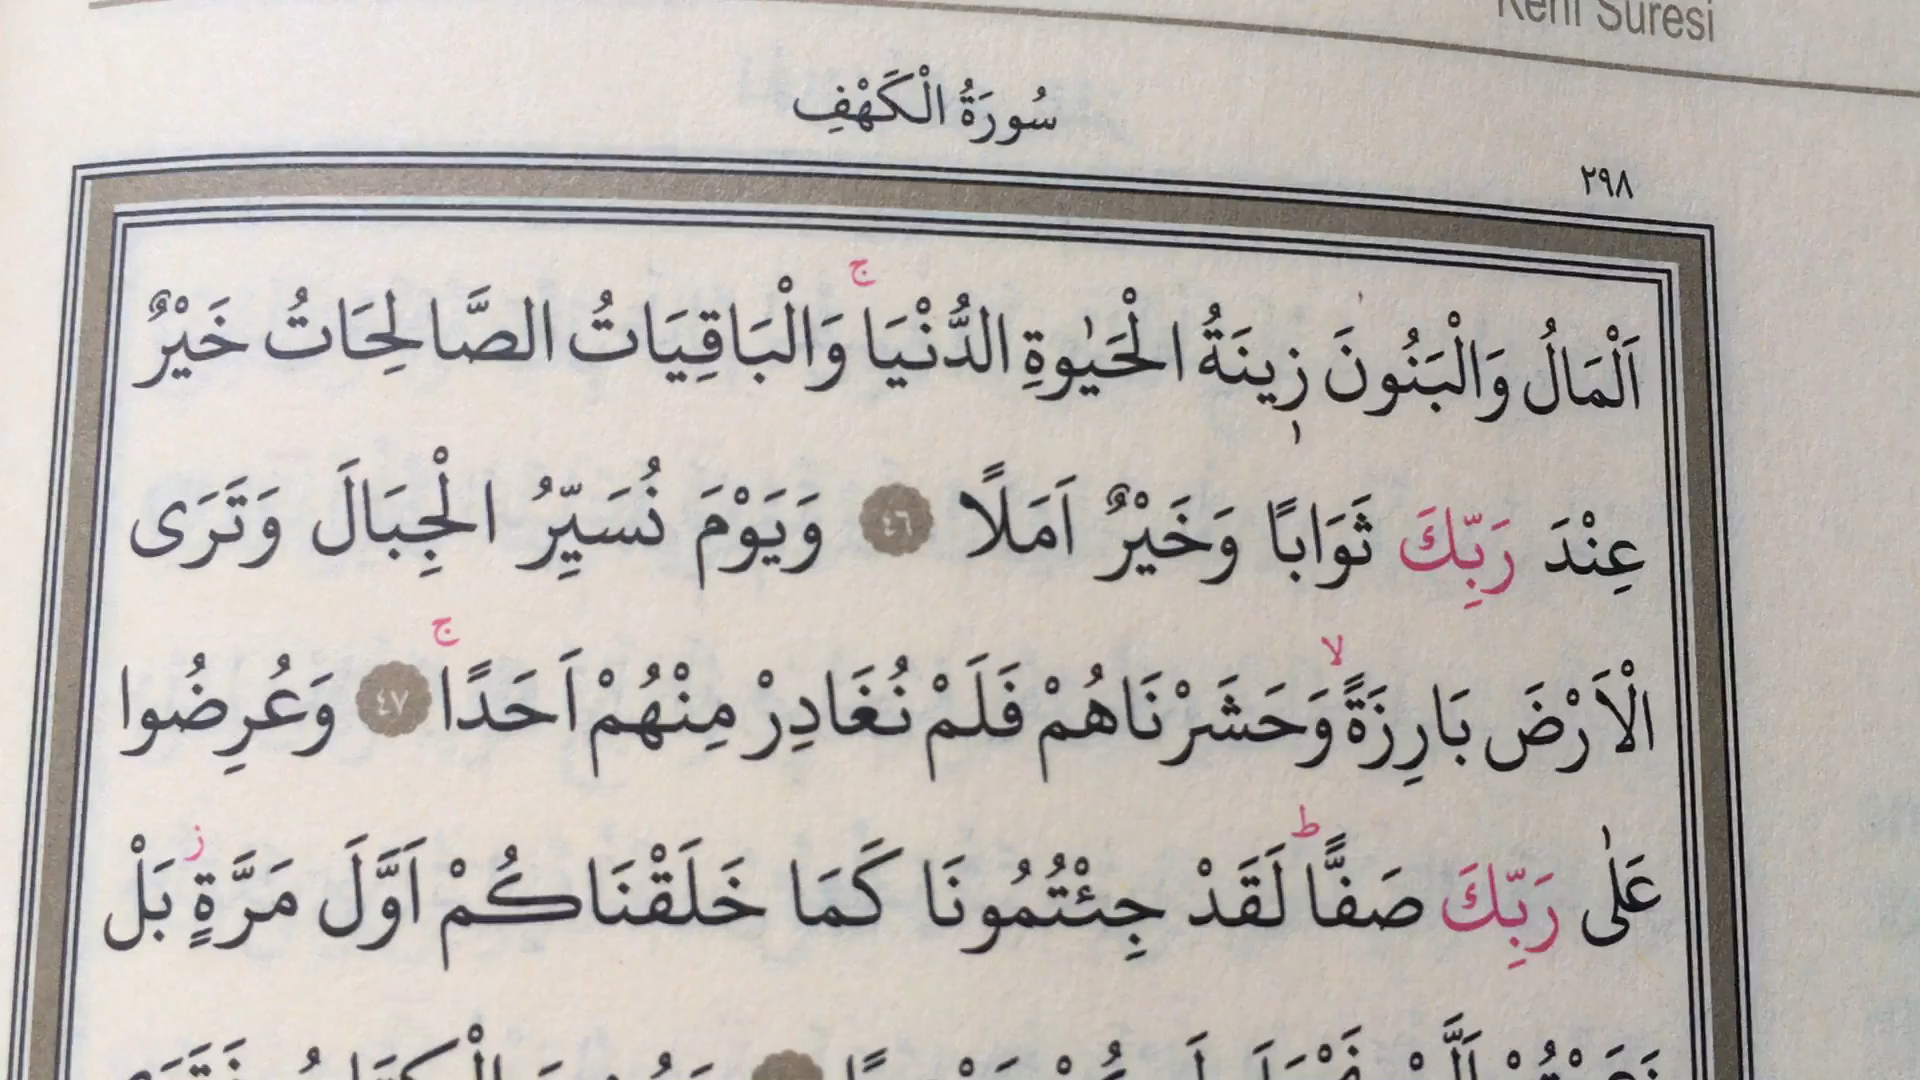 Kehf Suresi
سُورَةُ الْكَهْفِ
٢٩٨
اَلْمَالُ وَالْبَنُونَ زِينَةُ الْحَيٰوةِ الدُّنْيَاۚ وَالْبَاقِيَاتُ الصَّالِحَاتُ خَيْرٌ
عِنْدَ رَبِّكَ ثَوَابًا وَخَيْرٌ اَمَلًا ٤٦ وَيَوْمَ نُسَيِّرُ الْجِبَالَ وَتَرَى
الْاَرْضَ بَارِزَةًۙ وَحَشَرْنَاهُمْ فَلَمْ نُغَادِرْ مِنْهُمْ اَحَدًاۚ ٤٧ وَعُرِضُوا
عَلٰى رَبِّكَ صَفًّاۜ لَقَدْ جِئْتُمُونَا كَمَا خَلَقْنَاكُمْ اَوَّلَ مَرَّةٍۘ بَلْ